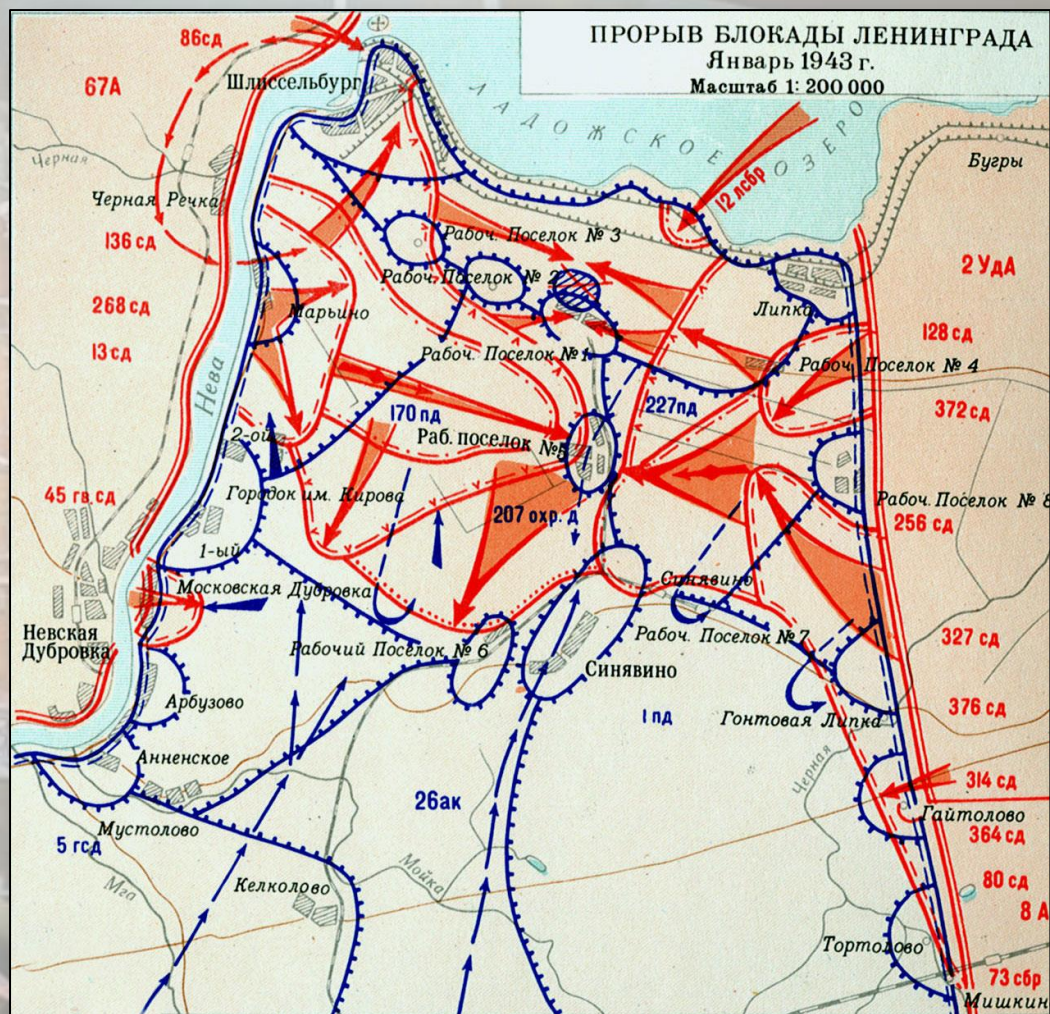 ПРОРЫВ БЛОКАДЫ ЛЕНИНГРАДА
Январь 1943 г.
Масштаб 1: 200 000
86сд
67А
Шлиссельбург
ЛАДОЖСКОЕ ОЗЕРО
Бугры
Черная
Черная Речка
12 лсбр
136 сд
Рабоч. Поселок № 3
2 УдА
268 сд
Рабоч. Поселок № 2
Марьино
Липка
13 сд
128 сд
Рабоч. Поселок №1
Рабоч. Поселок № 4
Нева
170 пд
227пд
372 сд
2-ой
Раб. поселок №5
45 гв. сд
Городок им. Кирова
Рабоч. Поселок № 8
207 охр. д
256 сд
1-ый
Московская Дубровка
Синявино
Невская
Дубровка
Рабочий Поселок № 6
Рабоч. Поселок №7
327 сд
Синявино
Арбузово
1 пд
Гонтовая Липка
376 сд
Анненское
Черная
314 сд
26ак
Гайтолово
Мустолово
364 сд
5 гсд
Мойка
Мга
Келколово
80 сд
8 А
Тортолово
73 сбр
Мишкин